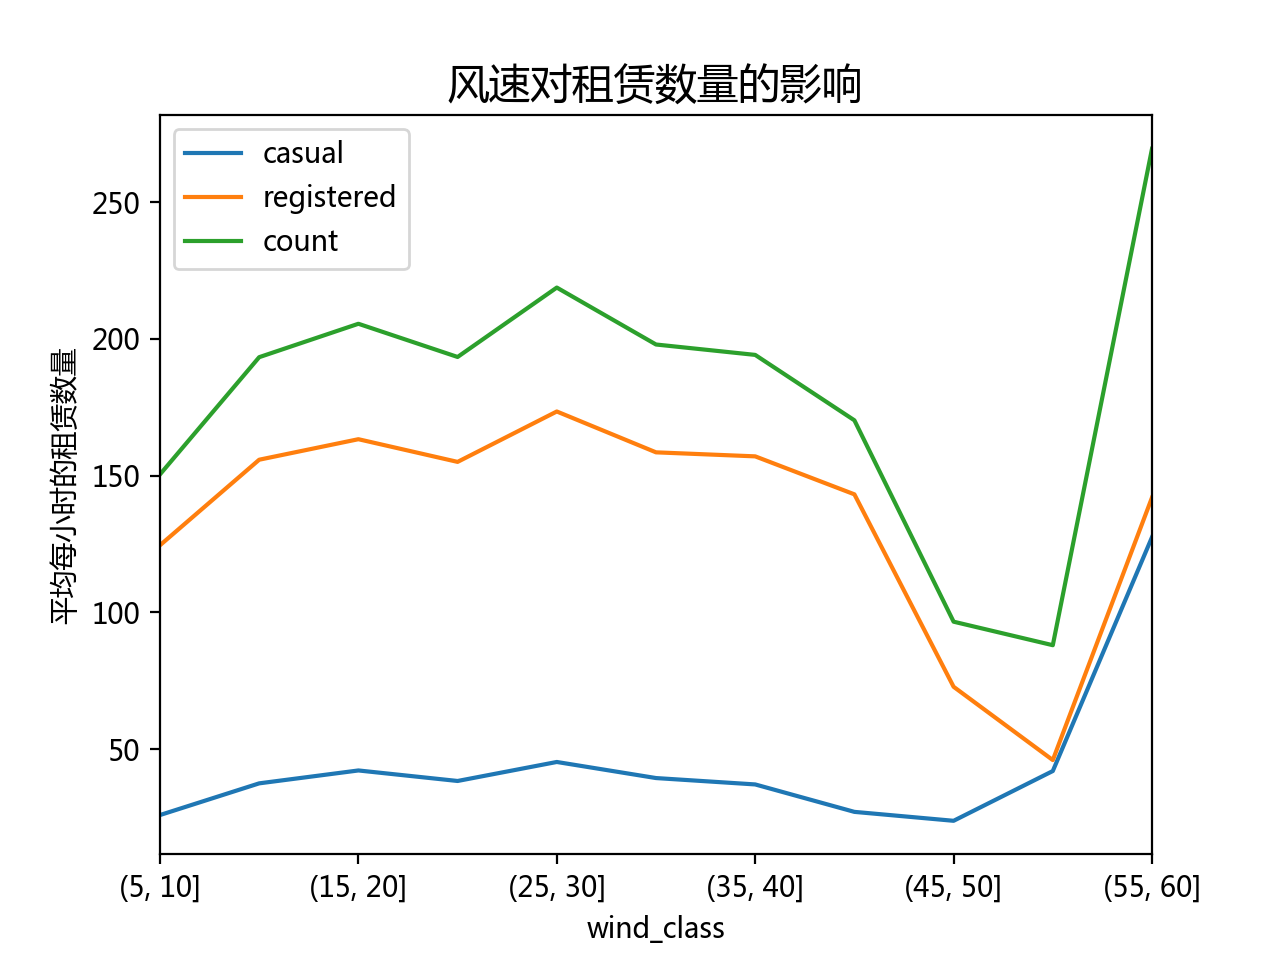 风速对租赁数量的影响
casual
registered
count
250
200
150
100
50
平均每小时的租赁数量
(5, 10] (15, 20] (25, 30] (35, 40] (45, 50] (55, 60]
wind_class